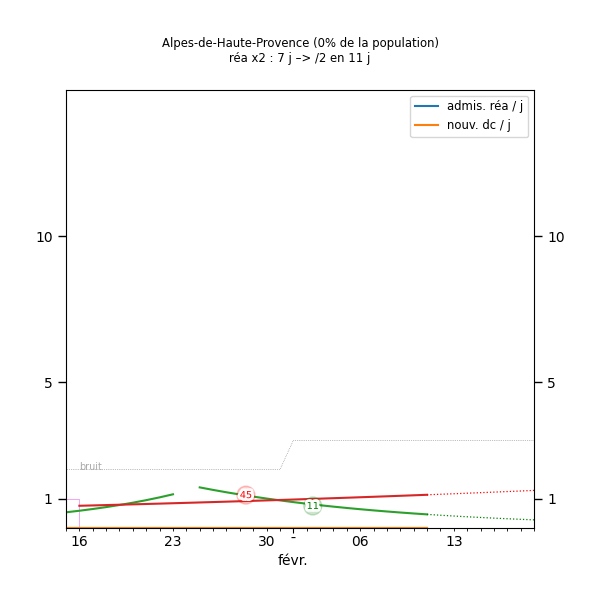 Alpes-de-Haute-Provence (0% de la population)
réa x2 : 7 j –> /2 en 11 j
admis. réa / j
nouv. dc / j
10 10
5 5
bruit
45
11
1 1
16 23 30 - 06 13
févr.